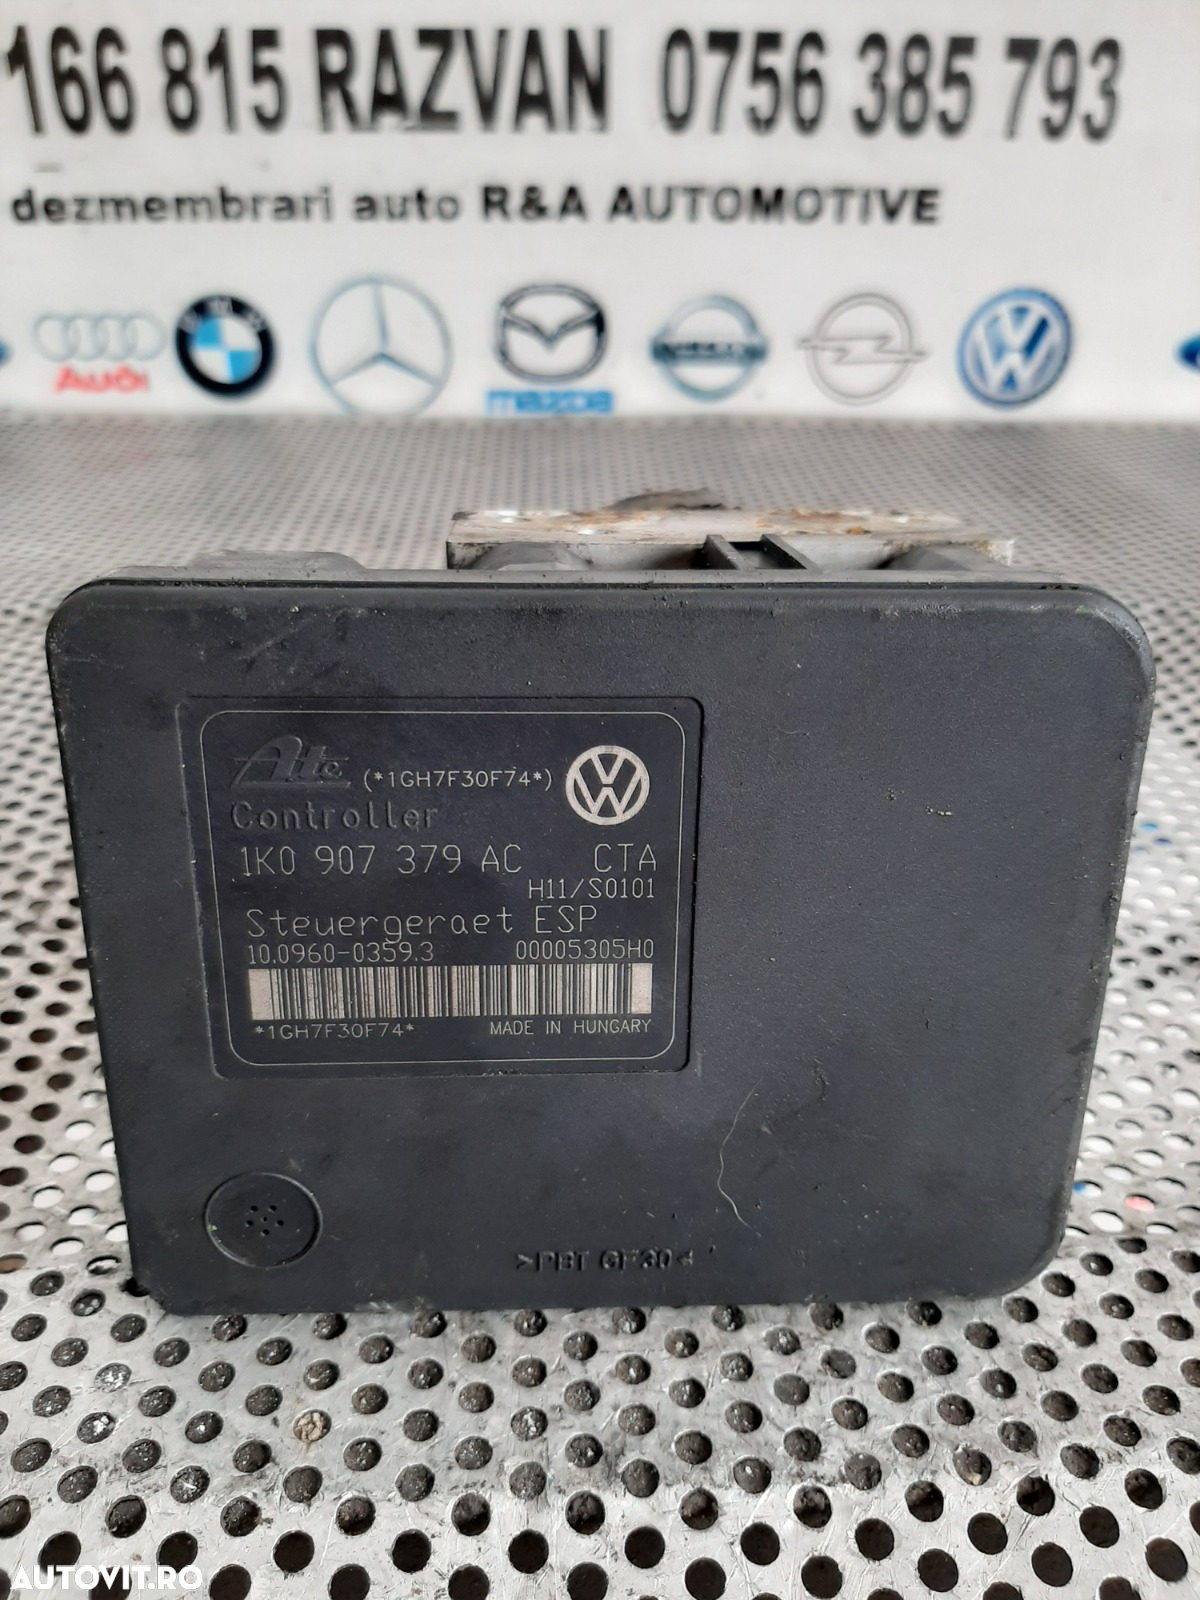 166 815 RAZVAN 0756 385 793
dezmembrari auto R&A AUTOMOTIVE
Audi
mazda
Ate (*1GH7F30F74*)
Controller
1K0 907 379 AC CTA
H11/S0101
Steuergeraet ESP
10.0960-0359.3 00005305H0
*1GH7F30F74* MADE IN HUNGARY
>PBT GF30<
AUTOVIT.RO